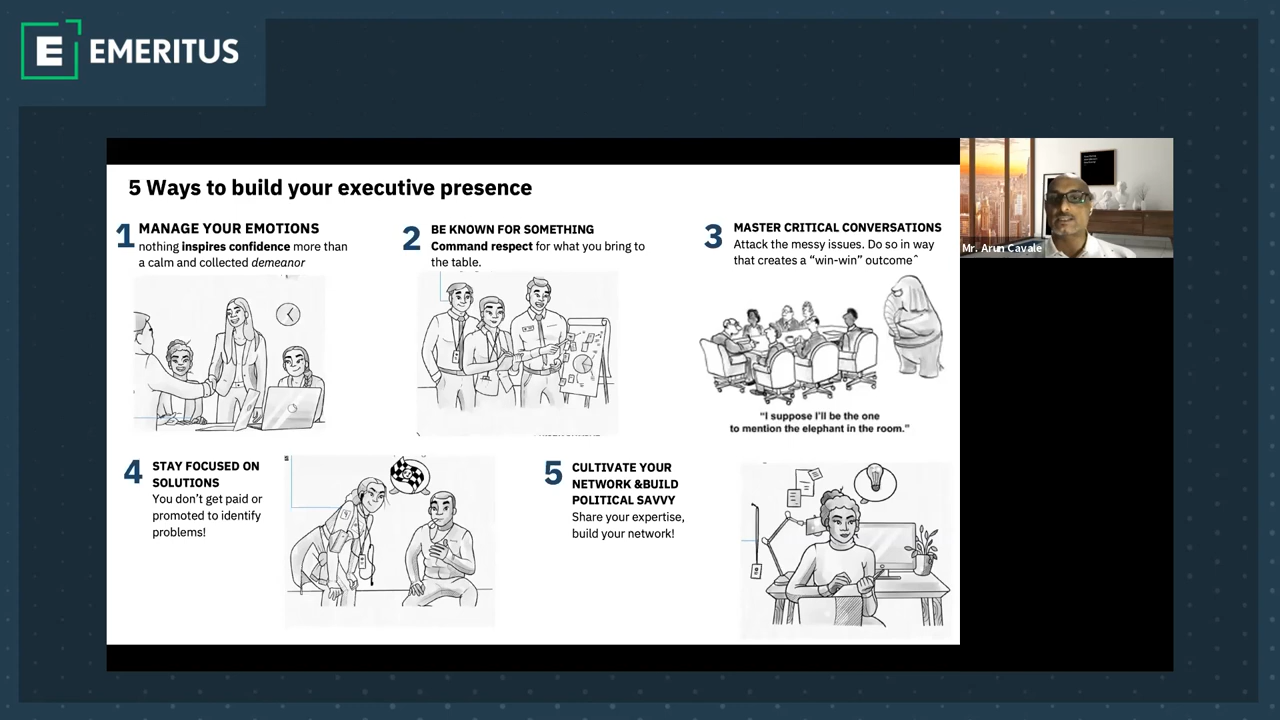 EMERITUS
5 Ways to build your executive presence
1 MANAGE YOUR EMOTIONS
nothing inspires confidence more than
a calm and collected demeanor
2 BE KNOWN FOR SOMETHING
Command respect for what you bring to
the table.
3 MASTER CRITICAL CONVERSATIONS
Attack the messy issues. Do so in way
that creates a “win-win” outcome^
"I suppose I'll be the one
to mention the elephant in the room."
4 STAY FOCUSED ON
SOLUTIONS
You don't get paid or
promoted to identify
problems!
5 CULTIVATE YOUR
NETWORK &BUILD
POLITICAL SAVVY
Share your expertise,
build your network!
Mr. Arun Cavale